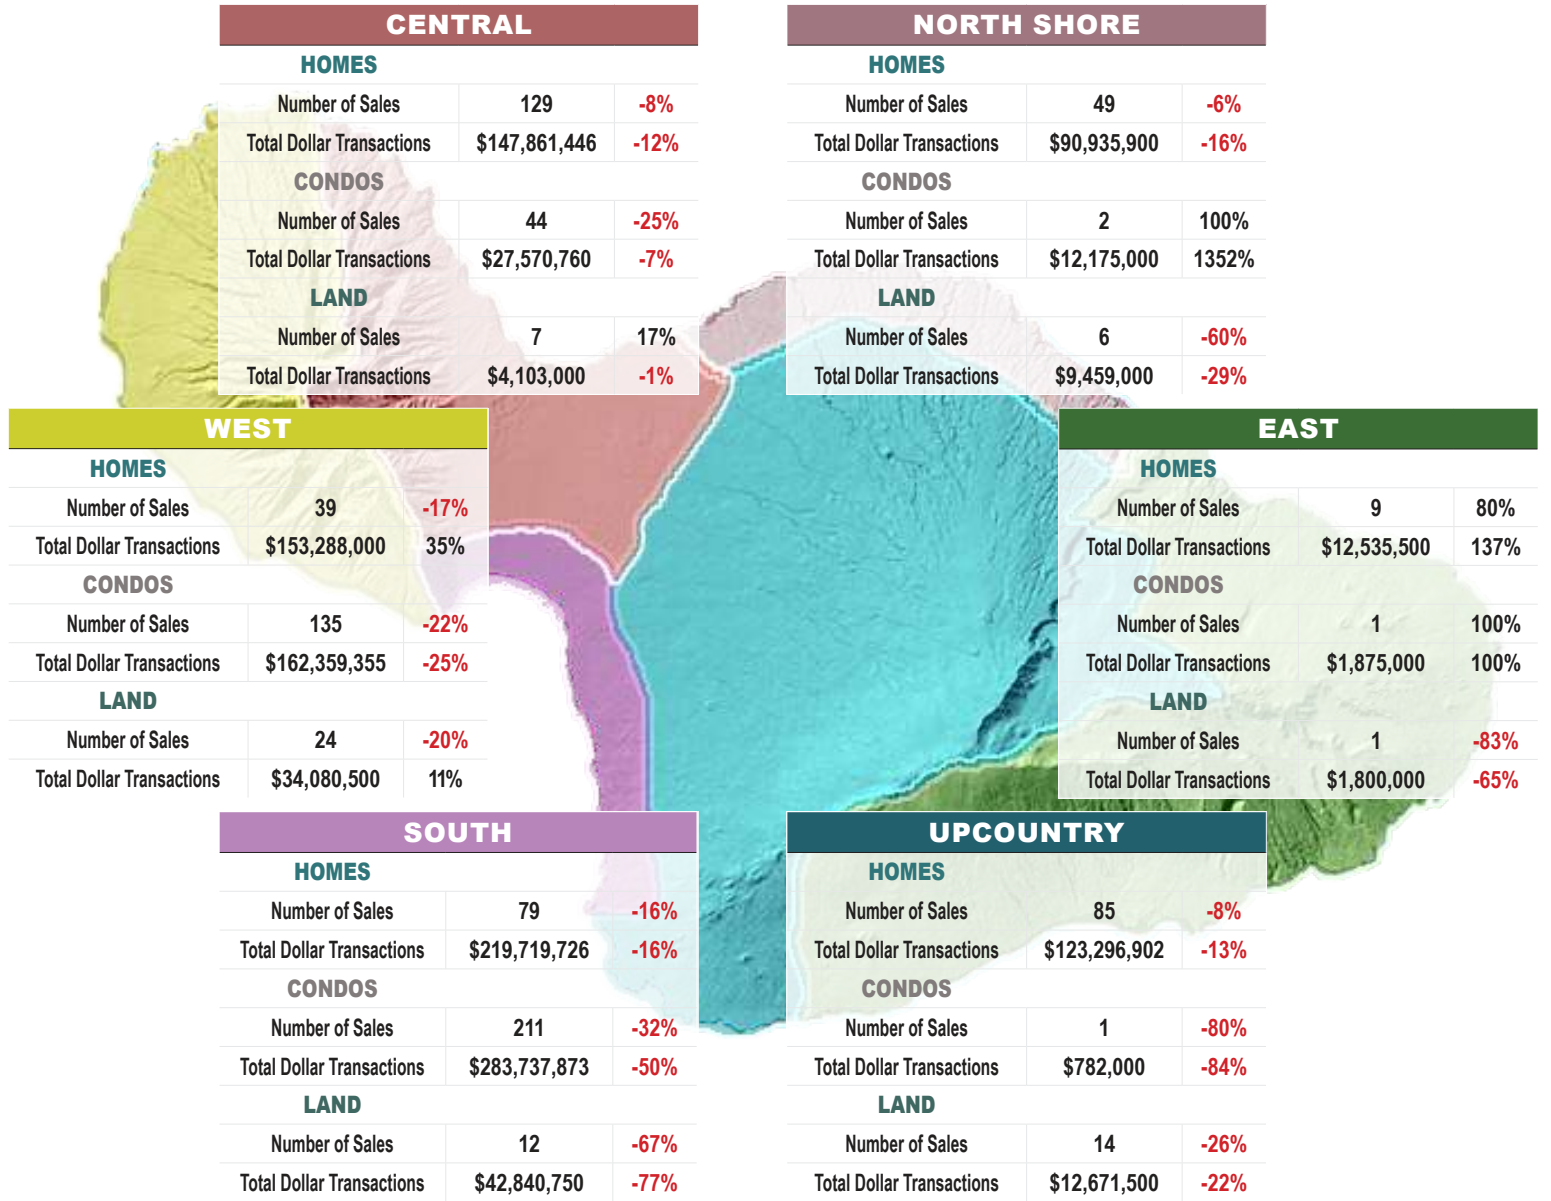 CENTRAL
HOMES
Number of Sales 129 -8%
Total Dollar Transactions $147,861,446 -12%
CONDOS
Number of Sales 44 -25%
Total Dollar Transactions $27,570,760 -7%
LAND
Number of Sales 7 17%
Total Dollar Transactions $4,103,000 -1%
NORTH SHORE
HOMES
Number of Sales 49 -6%
Total Dollar Transactions $90,935,900 -16%
CONDOS
Number of Sales 2 100%
Total Dollar Transactions $12,175,000 1352%
LAND
Number of Sales 6 -60%
Total Dollar Transactions $9,459,000 -29%
WEST
HOMES
Number of Sales 39 -17%
Total Dollar Transactions $153,288,000 35%
CONDOS
Number of Sales 135 -22%
Total Dollar Transactions $162,359,355 -25%
LAND
Number of Sales 24 -20%
Total Dollar Transactions $34,080,500 11%
EAST
HOMES
Number of Sales 9 80%
Total Dollar Transactions $12,535,500 137%
CONDOS
Number of Sales 1 100%
Total Dollar Transactions $1,875,000 100%
LAND
Number of Sales 1 -83%
Total Dollar Transactions $1,800,000 -65%
SOUTH
HOMES
Number of Sales 79 -16%
Total Dollar Transactions $219,719,726 -16%
CONDOS
Number of Sales 211 -32%
Total Dollar Transactions $283,737,873 -50%
LAND
Number of Sales 12 -67%
Total Dollar Transactions $42,840,750 -77%
UPCOUNTRY
HOMES
Number of Sales 85 -8%
Total Dollar Transactions $123,296,902 -13%
CONDOS
Number of Sales 1 -80%
Total Dollar Transactions $782,000 -84%
LAND
Number of Sales 14 -26%
Total Dollar Transactions $12,671,500 -22%